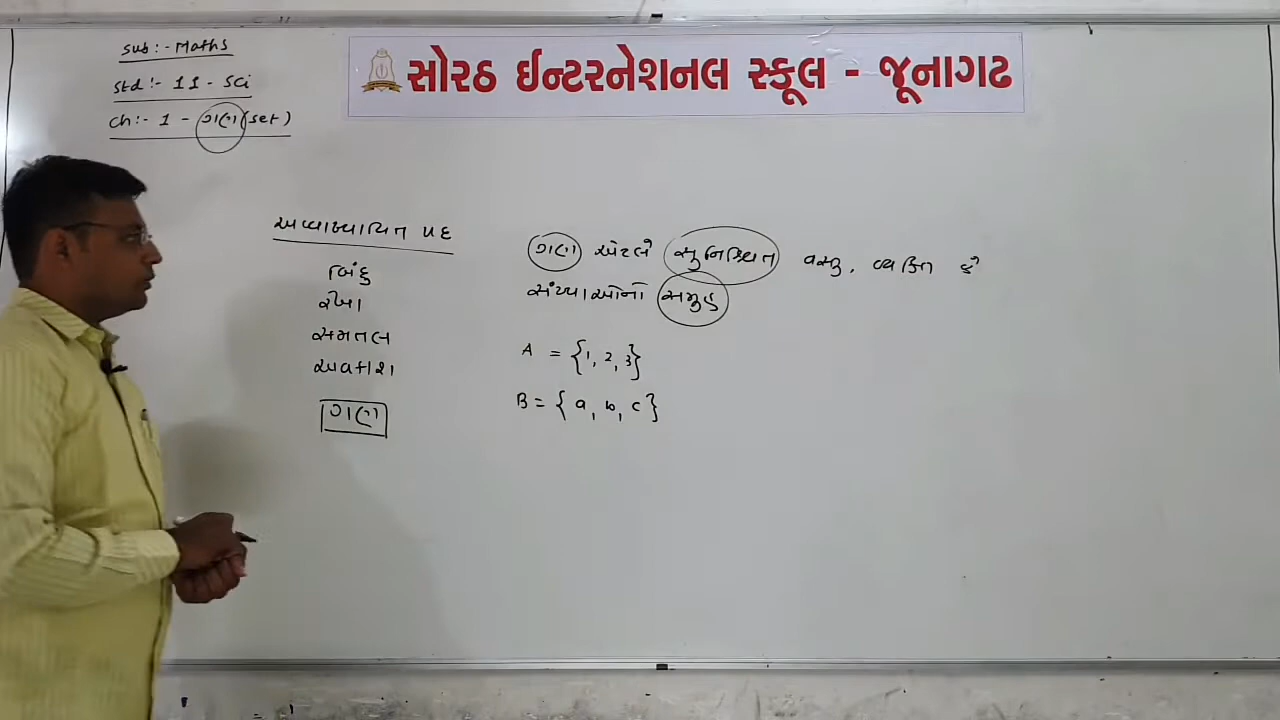 sub:- Maths
std:- 11-Sci
ch:- 1 - ગણ (set)
સોરઠ ઈન્ટરનેશનલ સ્કૂલ - જૂનાગઢ
અવ્યાખ્યાયિત પદ
બિંદુ
રેખા
સમતલ
અવકાશ
ગણ
ગણ એટલે સુનિશ્ચિત વસ્તુ, વ્યક્તિ કે
સંખ્યાઓનો સમુહ
A = {1, 2, 3}
B = { a, b, c }